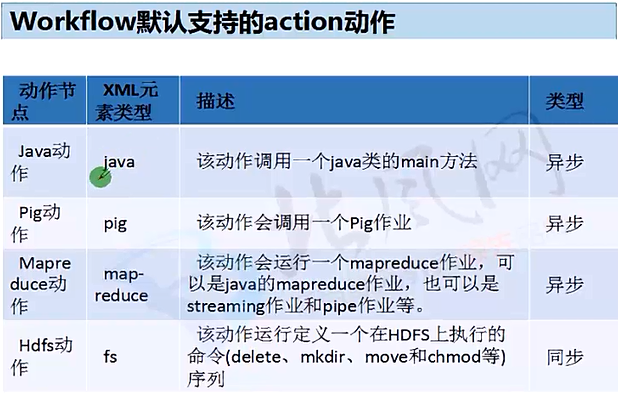 Workflow默认支持的action动作
动作节
点
XML元
素类型
描述
类型
Java动
作
java
该动作调用一个java类的main方法
异步
Pig动
作
pig
该动作会调用一个Pig作业
异步
Mapre
duce动
作
map-
reduce
该动作会运行一个mapreduce作业，可
以是java的mapreduce作业，也可以是
streaming作业和pipe作业等。
异步
Hdfs动
作
fs
该动作运行定义一个在HDFS上执行的
命令(delete、mkdir、move和chmod等)
序列
同步
北风网